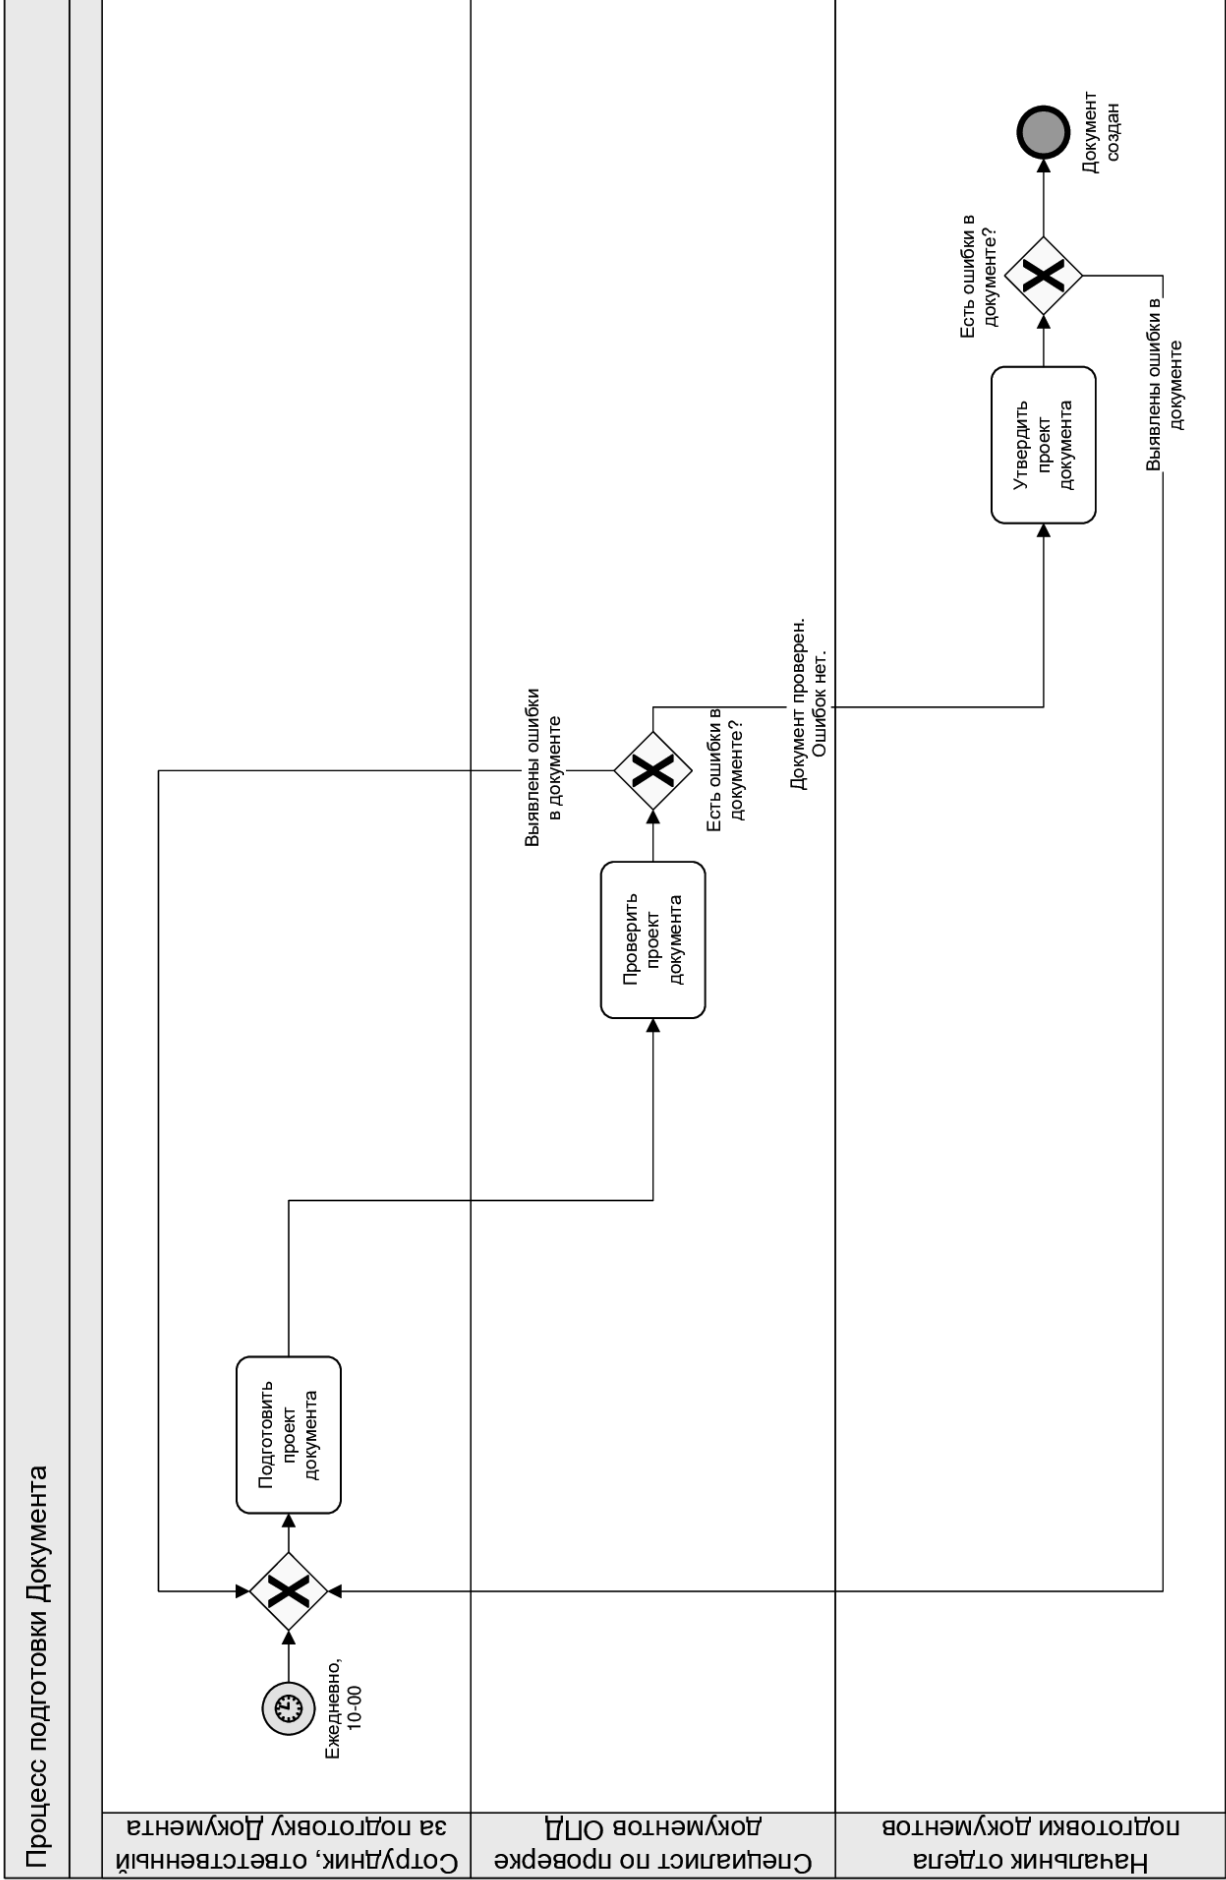 Процесс подготовки Документа
Сотрудник, ответственный
за подготовку Документа
Ежедневно,
10-00
Подготовить
проект
документа
Специалист по проверке
документов ОПД
Проверить
проект
документа
Выявлены ошибки
в документе
Есть ошибки в
документе?
Документ проверен.
Ошибок нет.
Начальник отдела
подготовки документов
Утвердить
проект
документа
Есть ошибки в
документе?
Выявлены ошибки в
документе
Документ
создан